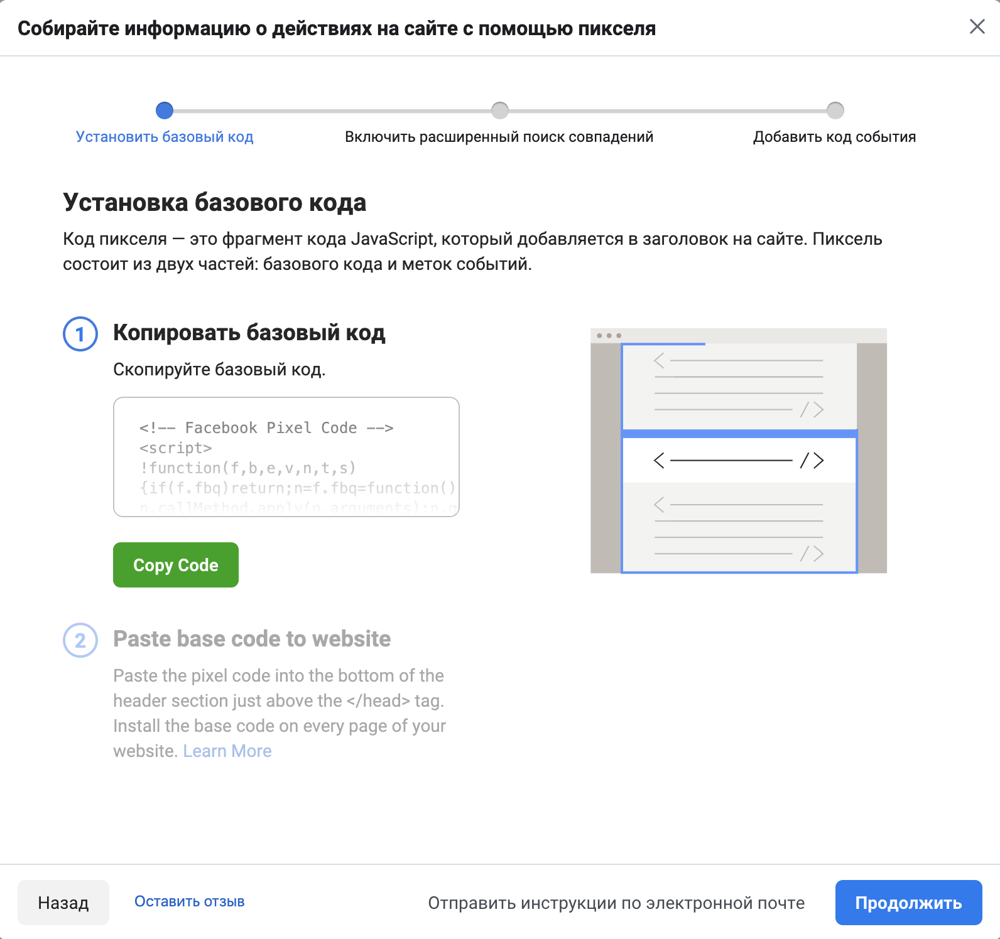 Собирайте информацию о действиях на сайте с помощью пикселя
Установить базовый код
Включить расширенный поиск совпадений
Добавить код события
Установка базового кода
Код пикселя — это фрагмент кода JavaScript, который добавляется в заголовок на сайте. Пиксель
состоит из двух частей: базового кода и меток событий.
1
Копировать базовый код
Скопируйте базовый код.
<!-- Facebook Pixel Code -->
<script>
!function(f,b,e,v,n,t,s)
{if(f.fbq)return;n=f.fbq=function()
n.callMethod.apply(n,arguments):n.q
Copy Code
2
Paste base code to website
Paste the pixel code into the bottom of the
header section just above the </head> tag.
Install the base code on every page of your
website. Learn More
Назад
Оставить отзыв
Отправить инструкции по электронной почте
Продолжить